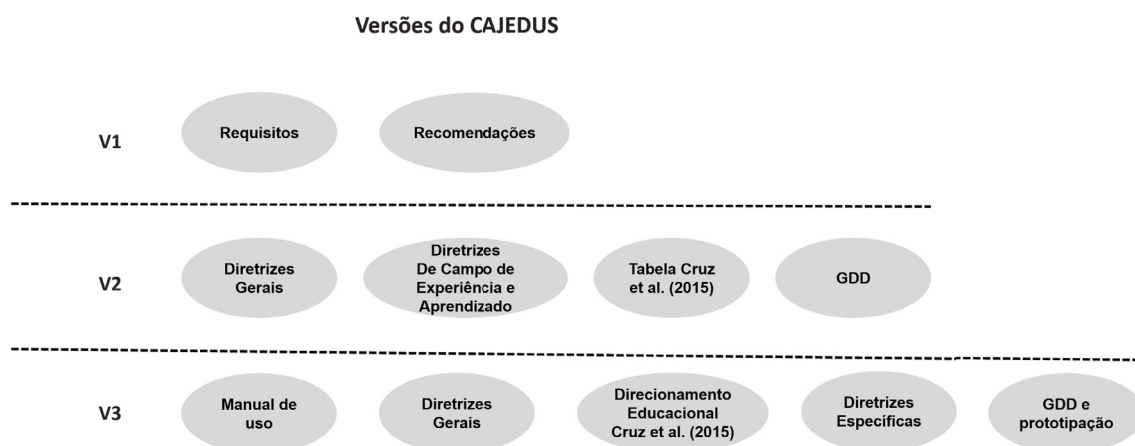 Versões do CAJEDUS
V1
Requisitos
Recomendações
V2
Diretrizes
Gerais
Diretrizes
De Campo de
Experiência e
Aprendizado
Tabela Cruz
et al. (2015)
GDD
V3
Manual de
uso
Diretrizes
Gerais
Direcionamento
Educacional
Cruz et al. (2015)
Diretrizes
Específicas
GDD e
prototipação